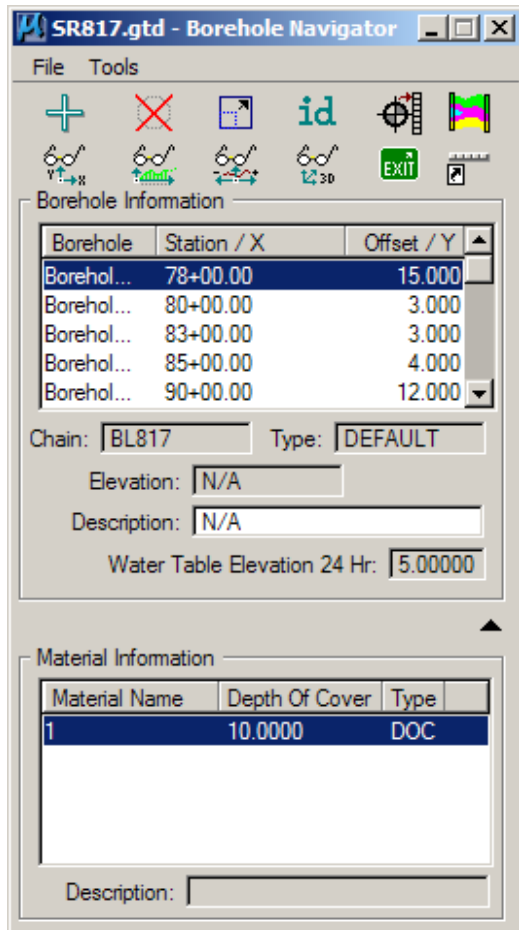 SR817.gtd - Borehole Navigator
File Tools
id
Y X 3D EXIT
Borehole Information
Borehole Station / X Offset / Y
Borehol... 78+00.00 15.000
Borehol... 80+00.00 3.000
Borehol... 83+00.00 3.000
Borehol... 85+00.00 4.000
Borehol... 90+00.00 12.000
Chain: BL817 Type: DEFAULT
Elevation: N/A
Description: N/A
Water Table Elevation 24 Hr: 5.00000
Material Information
Material Name Depth Of Cover Type
1 10.0000 DOC
Description: